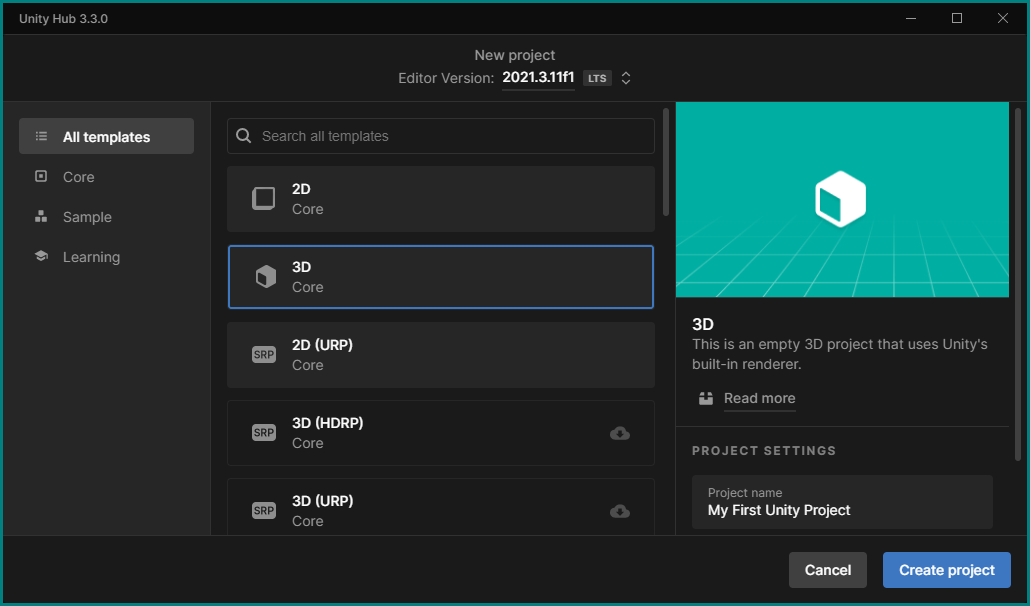 Unity Hub 3.3.0
New project
Editor Version: 2021.3.11f1 LTS
All templates
Core
Sample
Learning
Search all templates
2D
Core
3D
Core
SRP
2D (URP)
Core
SRP
3D (HDRP)
Core
SRP
3D (URP)
Core
3D
This is an empty 3D project that uses Unity's
built-in renderer.
Read more
PROJECT SETTINGS
Project name
My First Unity Project
Cancel
Create project